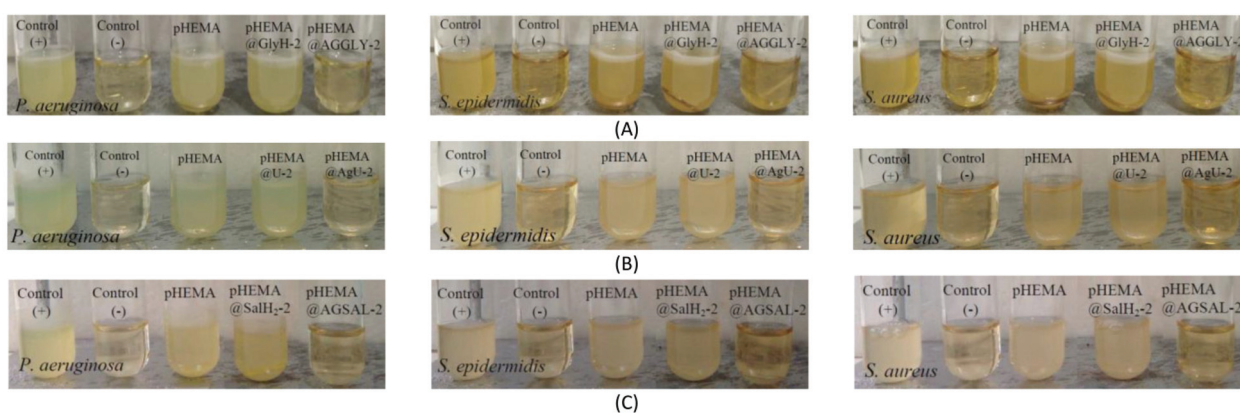 Control (+) Control (-) pHEMA pHEMA @GlyH-2 pHEMA @AGGLY-2
P. aeruginosa
Control (+) Control (-) pHEMA pHEMA @GlyH-2 pHEMA @AGGLY-2
S. epidermidis
Control (+) Control (-) pHEMA pHEMA @GlyH-2 pHEMA @AGGLY-2
S. aureus
(A)
Control (+) Control (-) pHEMA pHEMA @U-2 pHEMA @AgU-2
P. aeruginosa
Control (+) Control (-) pHEMA pHEMA @U-2 pHEMA @AgU-2
S. epidermidis
Control (+) Control (-) pHEMA pHEMA @U-2 pHEMA @AgU-2
S. aureus
(B)
Control (+) Control (-) pHEMA pHEMA @SalH₂-2 pHEMA @AGSAL-2
P. aeruginosa
Control (+) Control (-) pHEMA pHEMA @SalH₂-2 pHEMA @AGSAL-2
S. epidermidis
Control (+) Control (-) pHEMA pHEMA @SalH₂-2 pHEMA @AGSAL-2
S. aureus
(C)